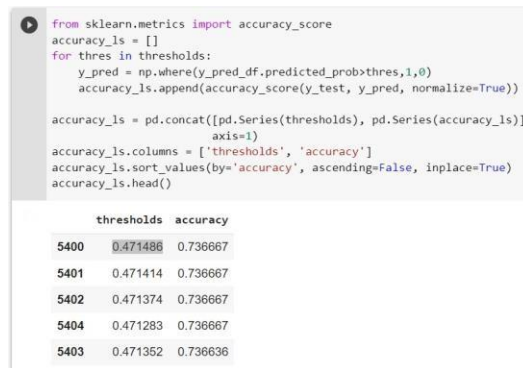 from sklearn.metrics import accuracy_score
accuracy_ls = []
for thres in thresholds:
    y_pred = np.where(y_pred_df.predicted_prob>thres,1,0)
    accuracy_ls.append(accuracy_score(y_test, y_pred, normalize=True))

accuracy_ls = pd.concat([pd.Series(thresholds), pd.Series(accuracy_ls)]
                        axis=1)
accuracy_ls.columns = ['thresholds', 'accuracy']
accuracy_ls.sort_values(by='accuracy', ascending=False, inplace=True)
accuracy_ls.head()
thresholds accuracy
5400 0.471486 0.736667
5401 0.471414 0.736667
5402 0.471374 0.736667
5404 0.471283 0.736667
5403 0.471352 0.736636